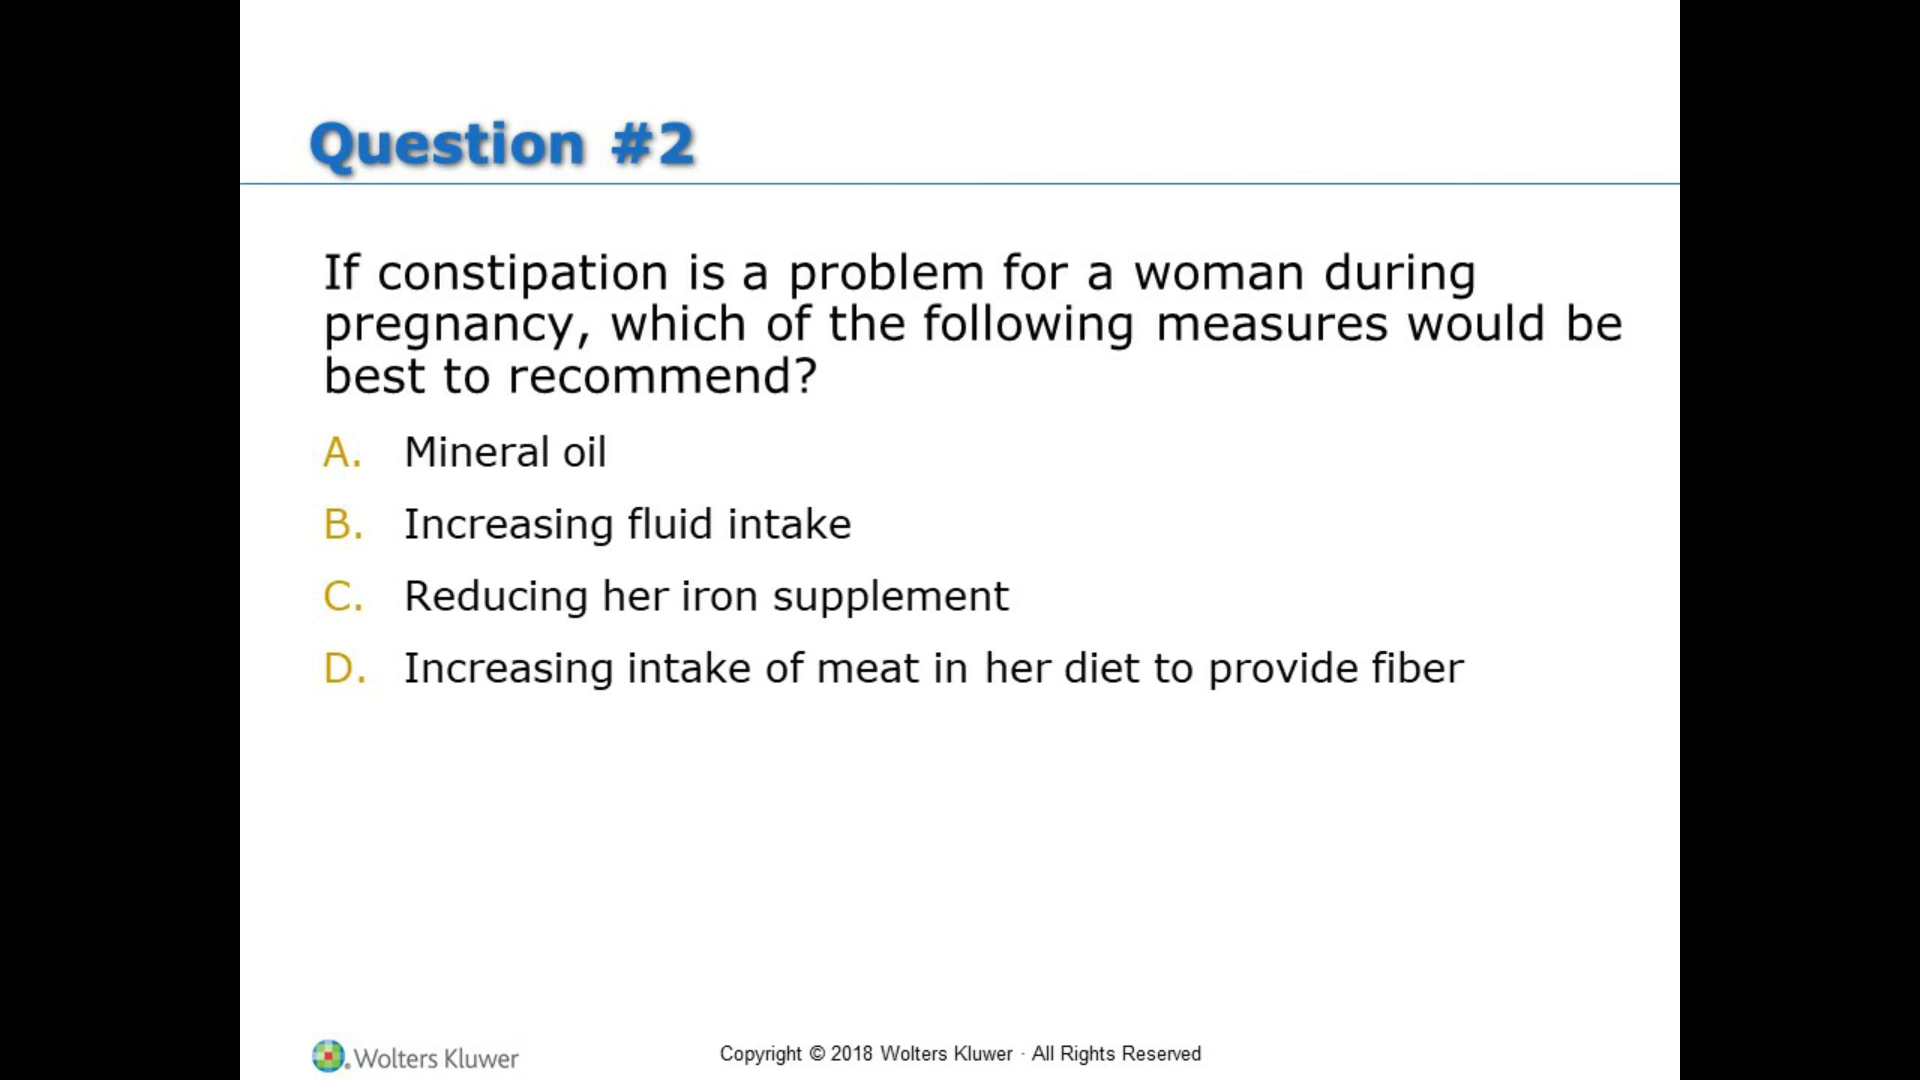 Question #2
If constipation is a problem for a woman during
pregnancy, which of the following measures would be
best to recommend?
A. Mineral oil
B. Increasing fluid intake
C. Reducing her iron supplement
D. Increasing intake of meat in her diet to provide fiber
Wolters Kluwer
Copyright © 2018 Wolters Kluwer · All Rights Reserved